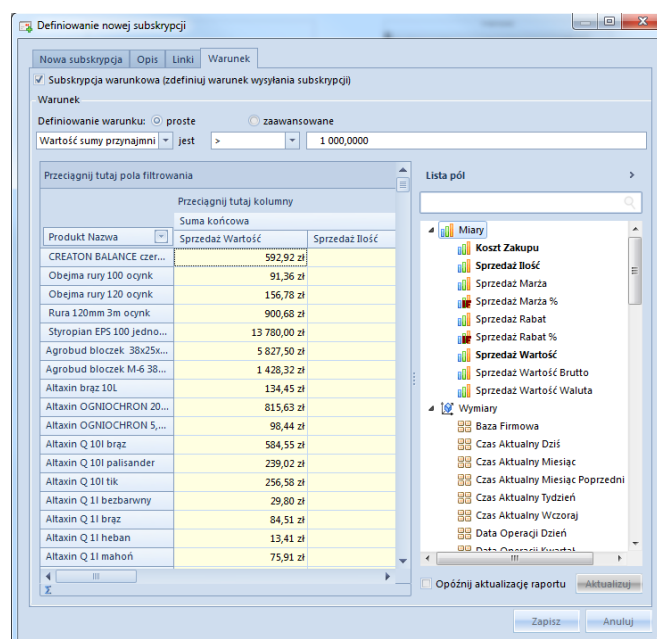 Definiowanie nowej subskrypcji
Nowa subskrypcja Opis Linki Warunek
Subskrypcja warunkowa (zdefiniuj warunek wysyłania subskrypcji)
Warunek
Definiowanie warunku: proste zaawansowane
Wartość sumy przynajmni jest > 1 000,0000
Przeciągnij tutaj pola filtrowania
Przeciągnij tutaj kolumny
Suma końcowa
Produkt Nazwa Sprzedaż Wartość Sprzedaż Ilość
CREATON BALANCE czer... 592,92 zł
Obejma rury 100 ocynk 91,36 zł
Obejma rury 120 ocynk 156,78 zł
Rura 120mm 3m ocynk 900,68 zł
Styropian EPS 100 jedno... 13 780,00 zł
Agrobud bloczek 38x25x... 5 827,50 zł
Agrobud bloczek M-6 38... 1 428,32 zł
Altaxin brąz 10L 134,45 zł
Altaxin OGNIOCHRON 20... 815,63 zł
Altaxin OGNIOCHRON 5,... 98,44 zł
Altaxin Q 10l brąz 584,55 zł
Altaxin Q 10l palisander 239,02 zł
Altaxin Q 10l tik 256,58 zł
Altaxin Q 1l bezbarwny 29,80 zł
Altaxin Q 1l brąz 84,51 zł
Altaxin Q 1l heban 13,41 zł
Altaxin Q 1l mahoń 75,91 zł
Σ
Lista pól
Miary
Koszt Zakupu
Sprzedaż Ilość
Sprzedaż Marża
Sprzedaż Marża %
Sprzedaż Rabat
Sprzedaż Rabat %
Sprzedaż Wartość
Sprzedaż Wartość Brutto
Sprzedaż Wartość Waluta
Wymiary
Baza Firmowa
Czas Aktualny Dziś
Czas Aktualny Miesiąc
Czas Aktualny Miesiąc Poprzedni
Czas Aktualny Tydzień
Czas Aktualny Wczoraj
Data Operacji Dzień
Data Operacji Kwartał
Opóźnij aktualizację raportu Aktualizuj
Zapisz Anuluj